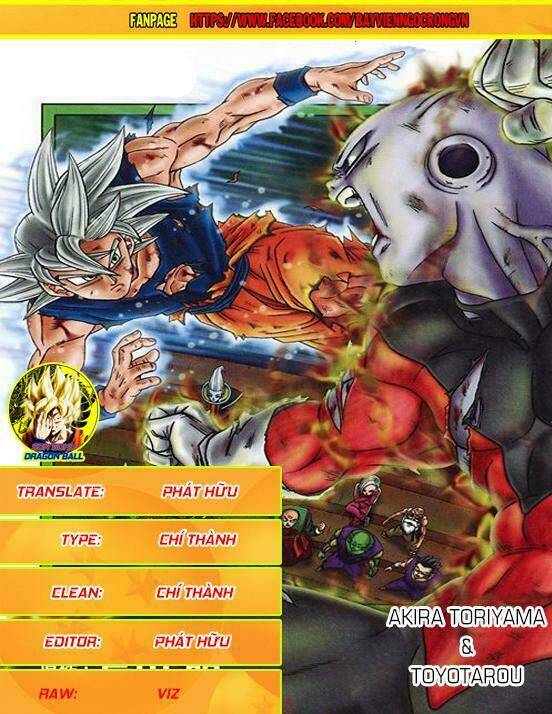 FANPAGE HTTPS://WWW.FACEBOOK.COM/BAYVIENNGOCRONGVN
DRAGON BALL
TRANSLATE: PHÁT HỮU
TYPE: CHÍ THÀNH
CLEAN: CHÍ THÀNH
EDITOR: PHÁT HỮU
RAW: VIZ
AKIRA TORIYAMA
&
TOYOTAROU